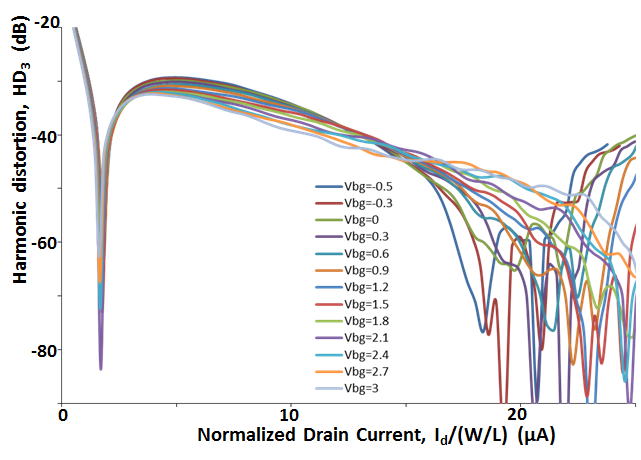 Harmonic distortion, HD3 (dB)
-20
-40
-60
-80
0
10
20
Vbg=-0.5
Vbg=-0.3
Vbg=0
Vbg=0.3
Vbg=0.6
Vbg=0.9
Vbg=1.2
Vbg=1.5
Vbg=1.8
Vbg=2.1
Vbg=2.4
Vbg=2.7
Vbg=3
Normalized Drain Current, Id/(W/L) (µA)